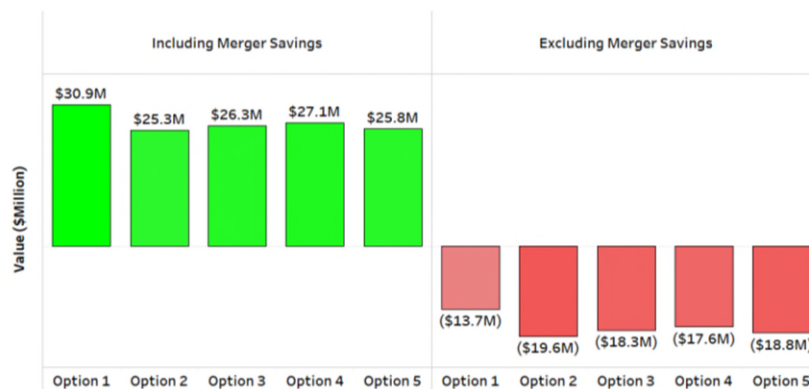 Including Merger Savings
Excluding Merger Savings
Value ($Million)
$30.9M
$25.3M
$26.3M
$27.1M
$25.8M
($13.7M)
($19.6M)
($18.3M)
($17.6M)
($18.8M)
Option 1 Option 2 Option 3 Option 4 Option 5 Option 1 Option 2 Option 3 Option 4 Option 5